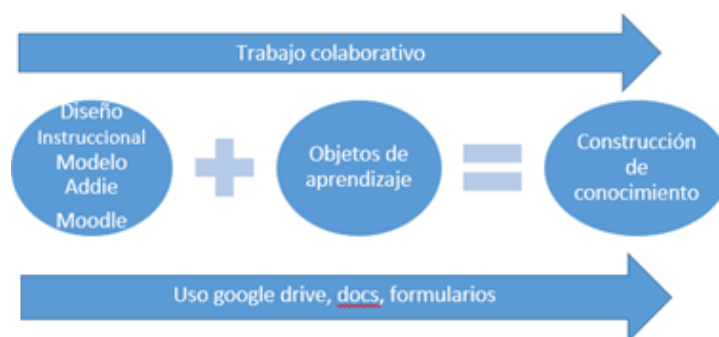 Trabajo colaborativo
Diseño
Instruccional
Modelo
Addie
Moodle
Objetos de
aprendizaje
Construcción
de
conocimiento
Uso google drive, docs, formularios